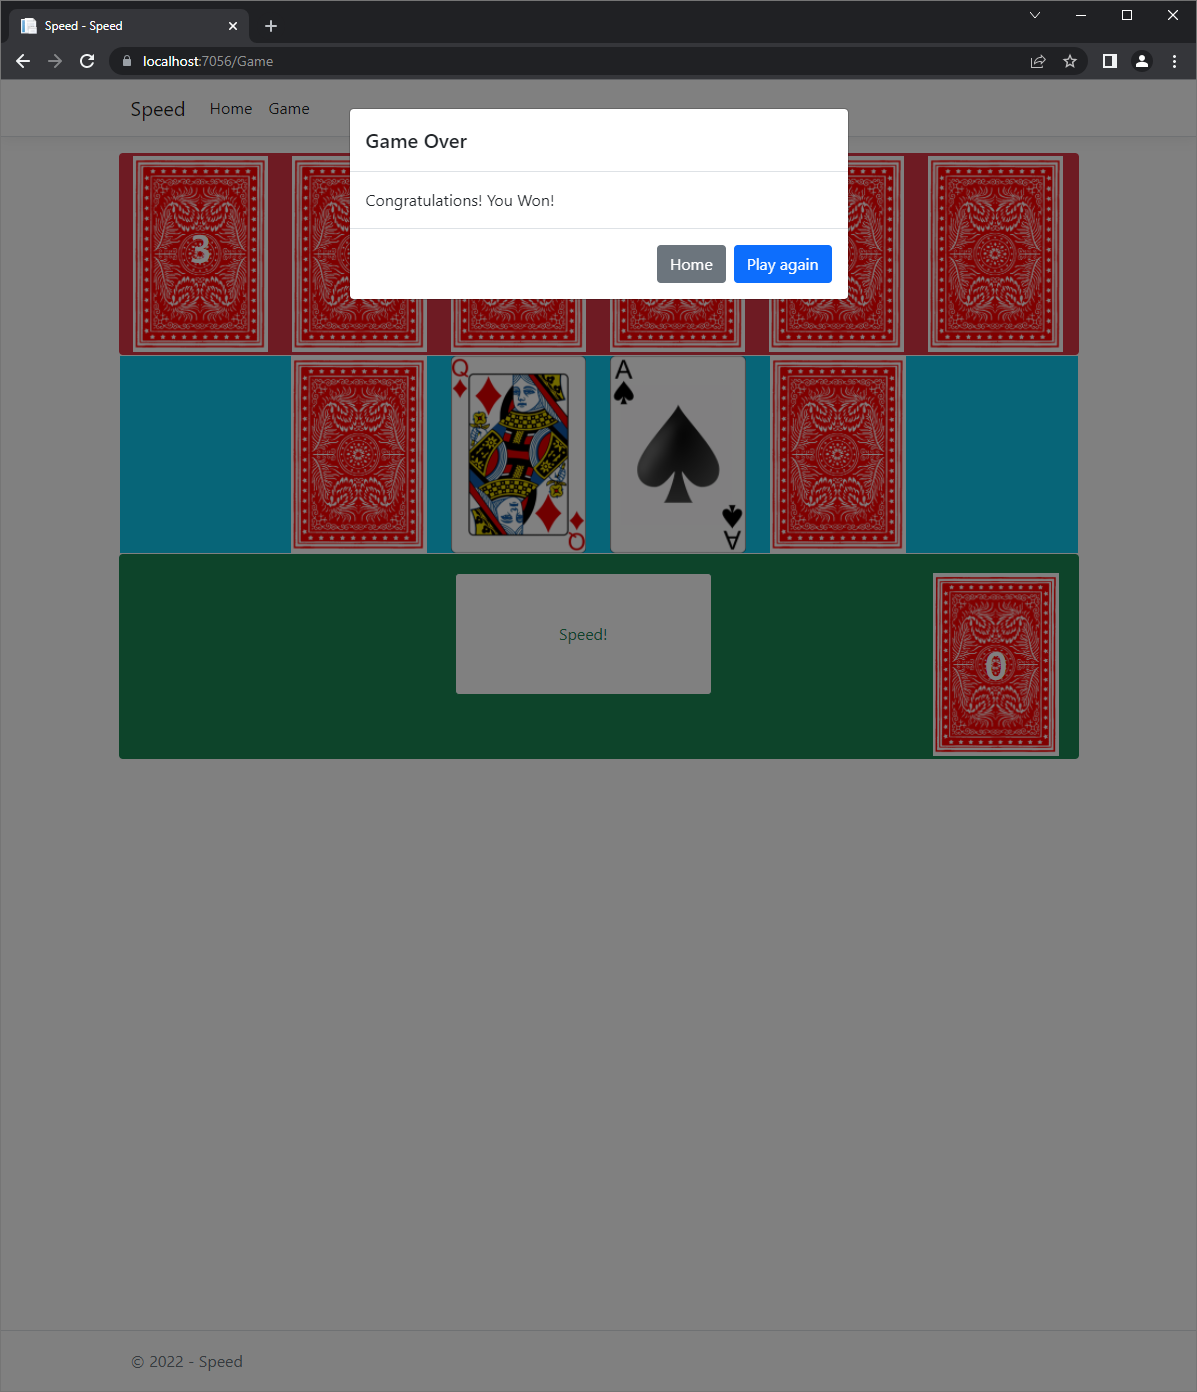 Speed - Speed
localhost:7056/Game
Speed Home Game
Game Over
Congratulations! You Won!
Home Play again
3
Q
Q
A
A
Speed!
0
© 2022 - Speed